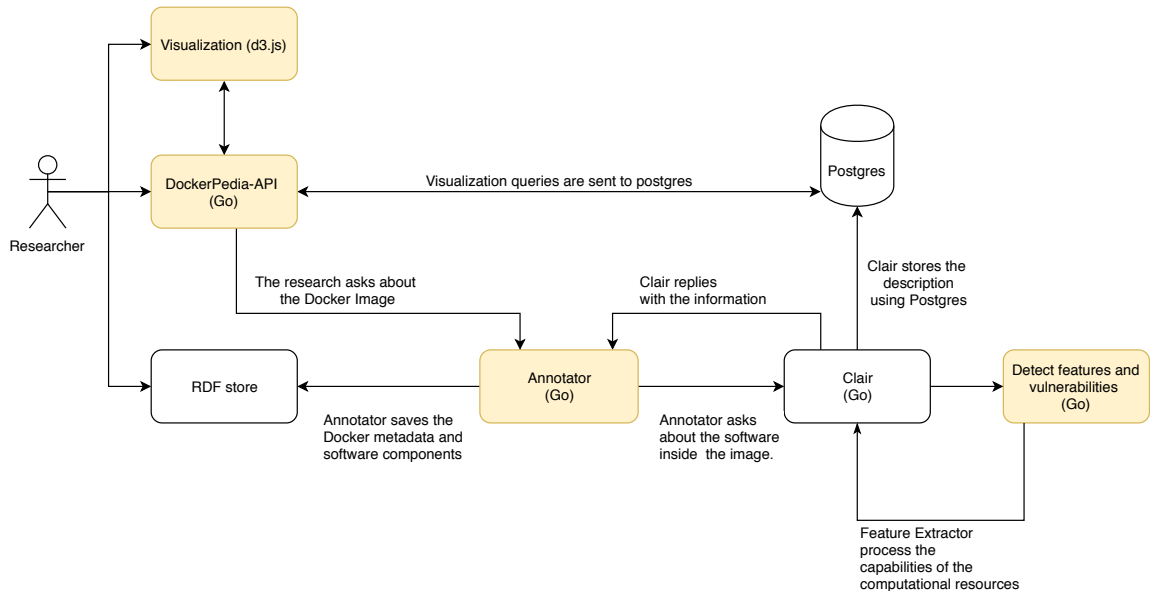 Visualization (d3.js)
Postgres
DockerPedia-API
(Go)
Visualization queries are sent to postgres
Researcher
The research asks about
the Docker Image
Clair replies
with the information
Clair stores the
description
using Postgres
RDF store
Annotator
(Go)
Clair
(Go)
Detect features and
vulnerabilities
(Go)
Annotator saves the
Docker metadata and
software components
Annotator asks
about the software
inside  the image.
Feature Extractor
process the
capabilities of the
computational resources